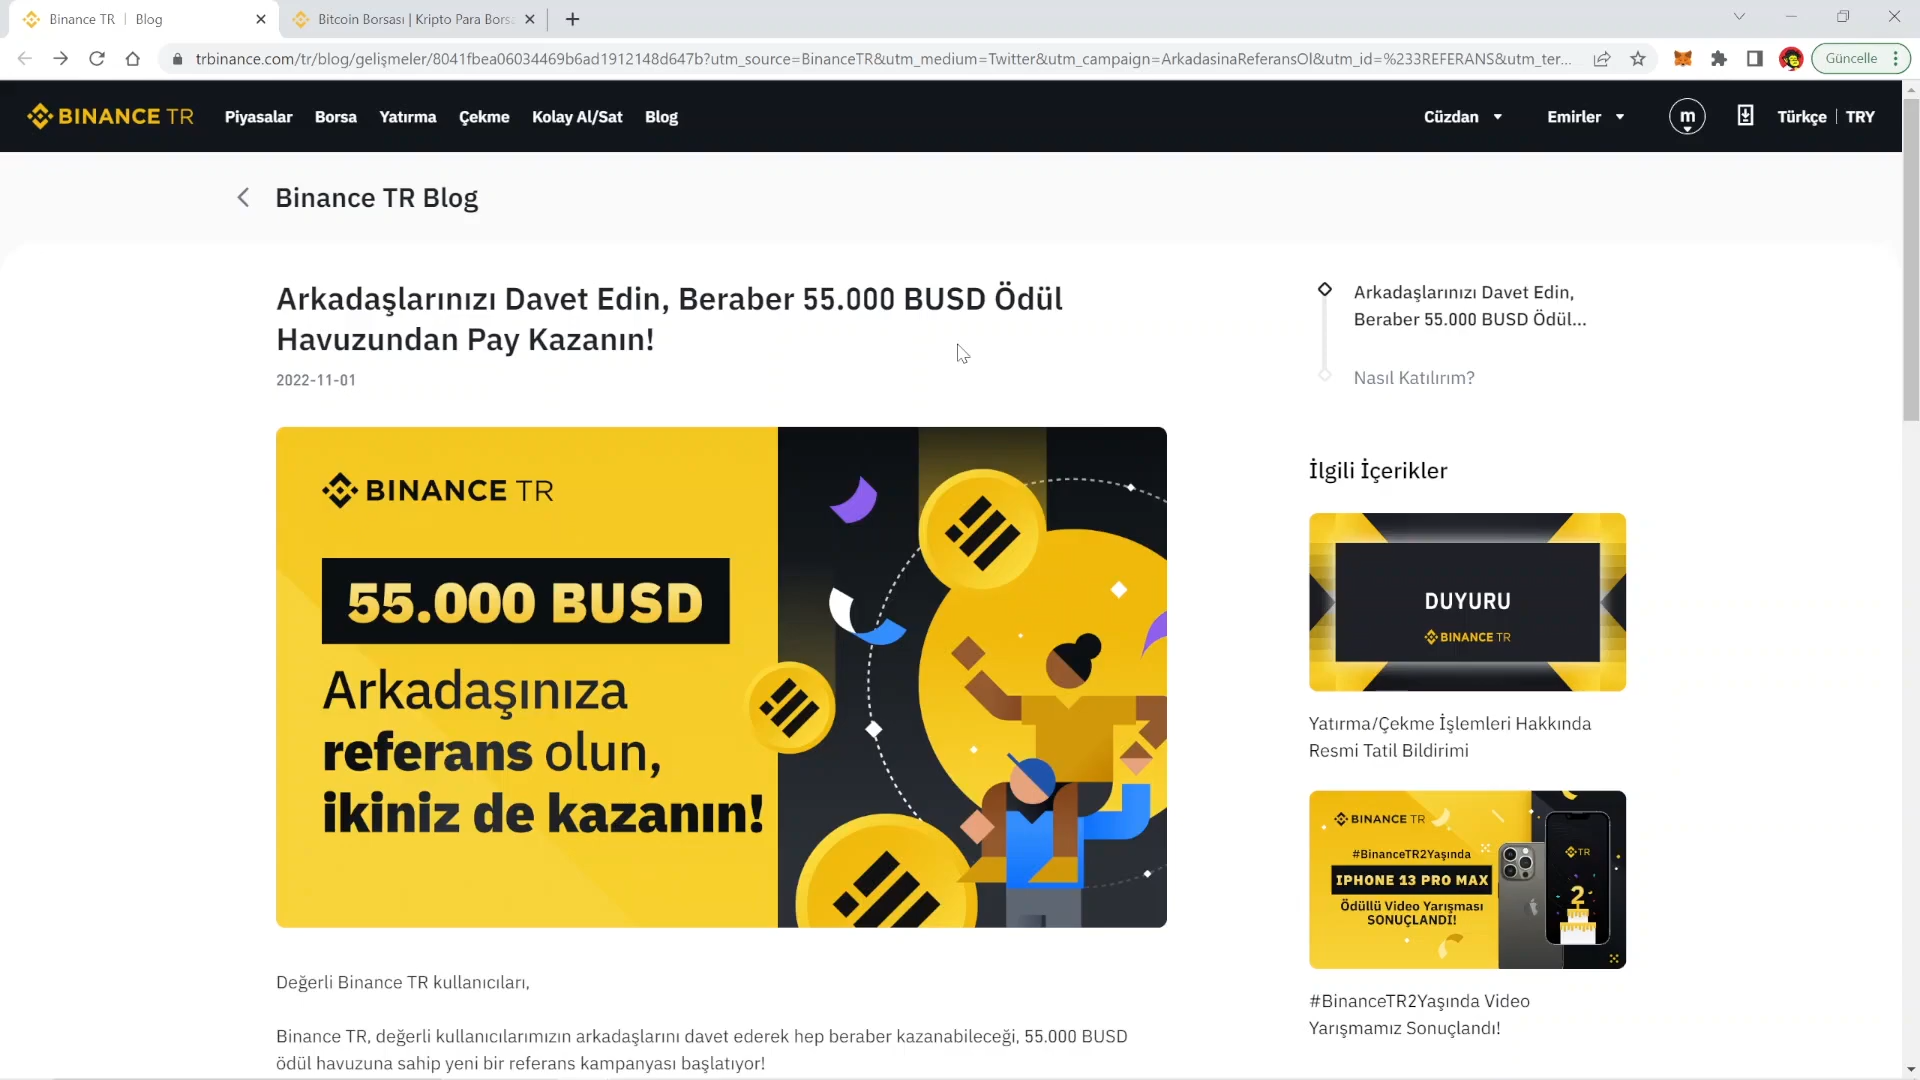 Binance TR | Blog
Bitcoin Borsası | Kripto Para Borsa
trbinance.com/tr/blog/gelişmeler/8041fbea06034469b6ad1912148d647b?utm_source=BinanceTR&utm_medium=Twitter&utm_campaign=ArkadasinaReferansOl&utm_id=%233REFERANS&utm_ter...
Güncelle
BINANCE TR
Piyasalar
Borsa
Yatırma
Çekme
Kolay Al/Sat
Blog
Cüzdan
Emirler
m
Türkçe | TRY
Binance TR Blog
Arkadaşlarınızı Davet Edin, Beraber 55.000 BUSD Ödül
Havuzundan Pay Kazanın!
2022-11-01
BINANCE TR
55.000 BUSD
Arkadaşınıza
referans olun,
ikiniz de kazanın!
Değerli Binance TR kullanıcıları,
Binance TR, değerli kullanıcılarımızın arkadaşlarını davet ederek hep beraber kazanabileceği, 55.000 BUSD
ödül havuzuna sahip yeni bir referans kampanyası başlatıyor!
Arkadaşlarınızı Davet Edin,
Beraber 55.000 BUSD Ödül...
Nasıl Katılırım?
İlgili İçerikler
DUYURU
BINANCE TR
Yatırma/Çekme İşlemleri Hakkında
Resmi Tatil Bildirimi
BINANCE TR
#BinanceTR2Yaşında
IPHONE 13 PRO MAX
Ödüllü Video Yarışması
SONUÇLANDI!
TR
2
#BinanceTR2Yaşında Video
Yarışmamız Sonuçlandı!